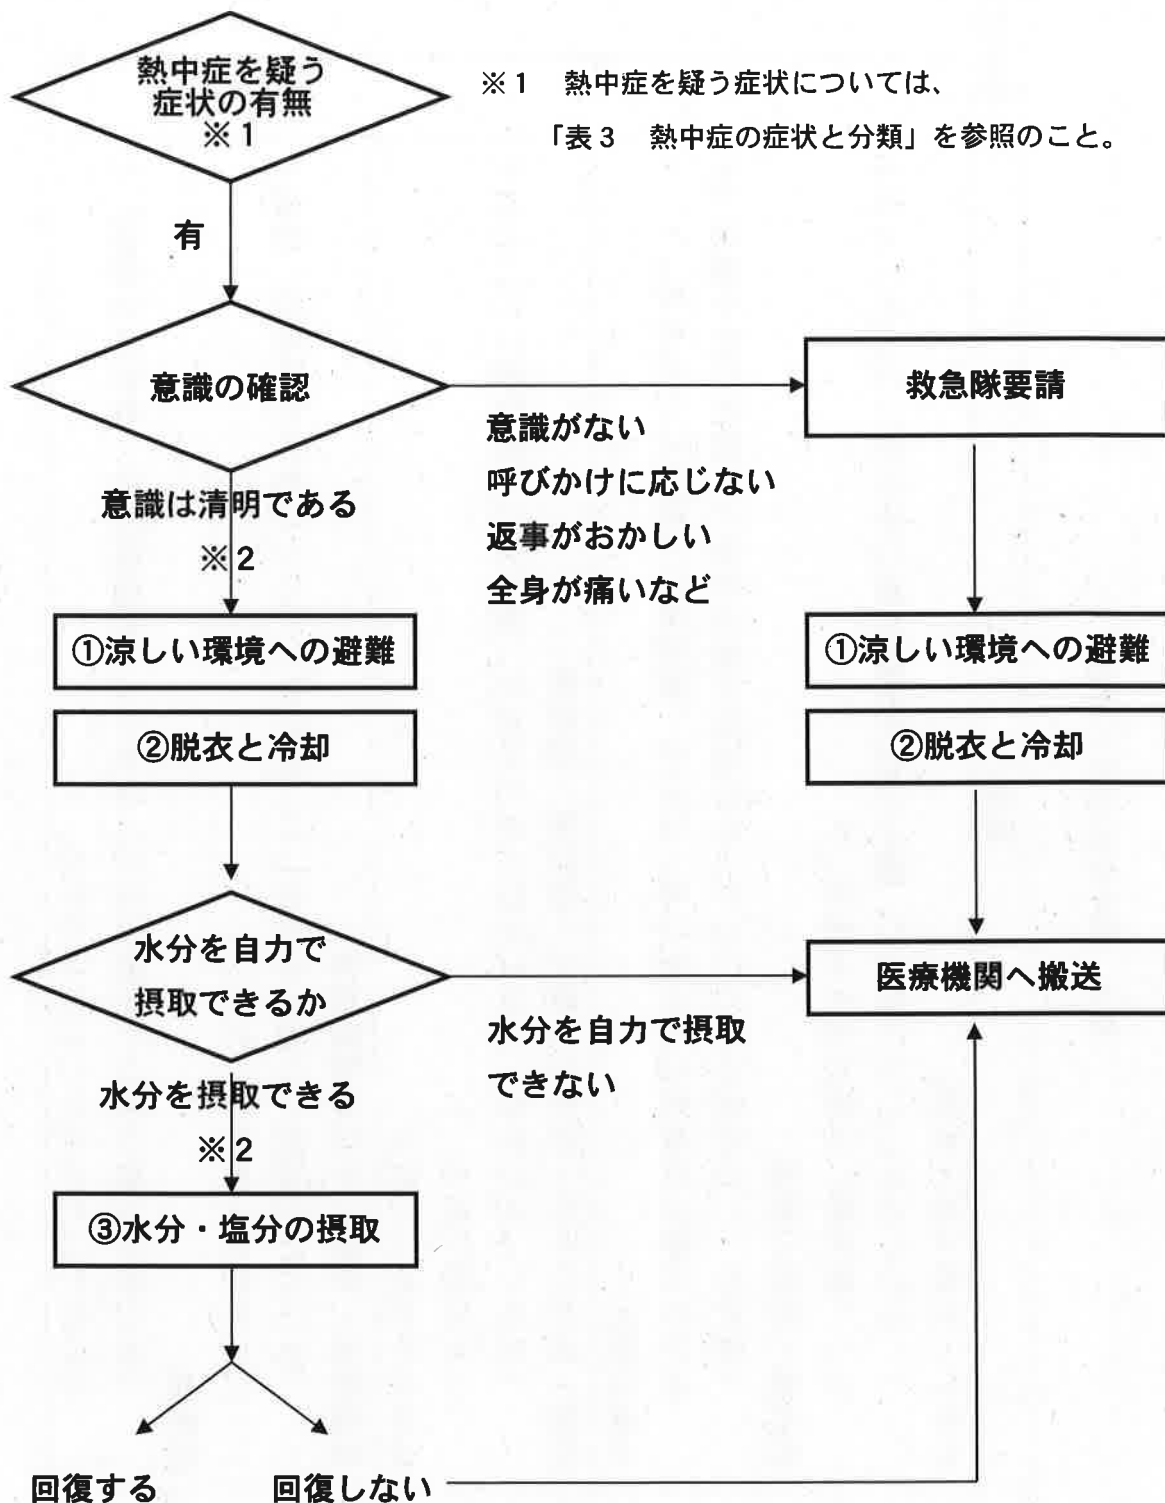 熱中症を疑う
症状の有無
※1
※1 熱中症を疑う症状については、
「表3 熱中症の症状と分類」を参照のこと。
有
意識の確認
救急隊要請
意識がない
呼びかけに応じない
返事がおかしい
全身が痛いなど
意識は清明である
※2
①涼しい環境への避難
①涼しい環境への避難
②脱衣と冷却
②脱衣と冷却
水分を自力で
摂取できるか
医療機関へ搬送
水分を自力で摂取
できない
水分を摂取できる
※2
③水分・塩分の摂取
回復する
回復しない